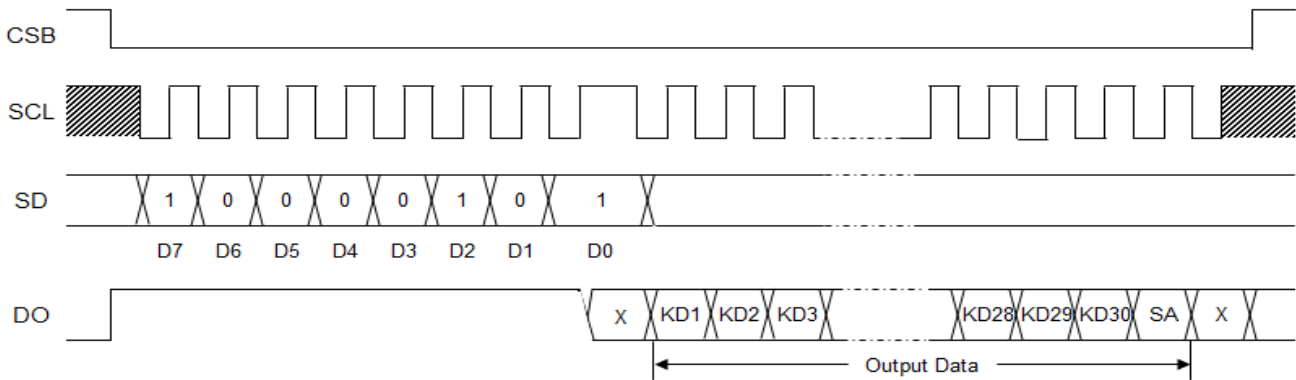 CSB
SCL
SD 1 0 0 0 0 1 0 1
D7 D6 D5 D4 D3 D2 D1 D0
DO X KD1 KD2 KD3 KD28 KD29 KD30 SA X
Output Data